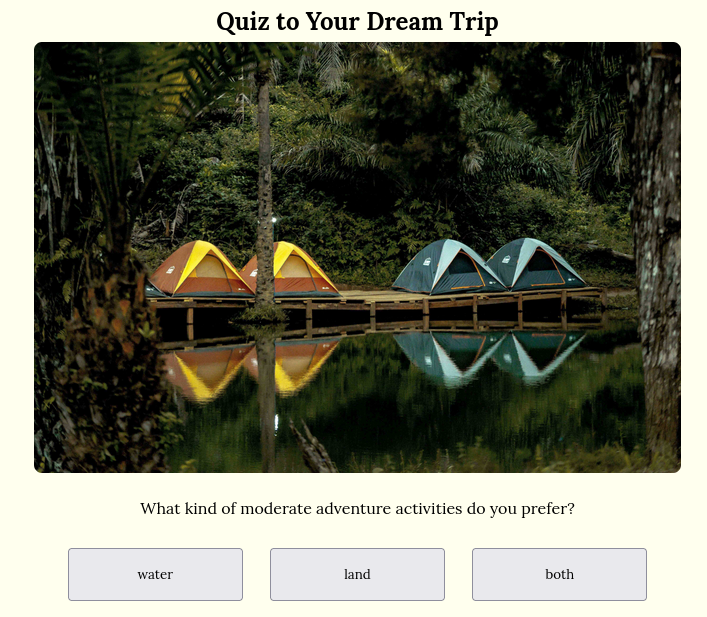 Quiz to Your Dream Trip
What kind of moderate adventure activities do you prefer?
water
land
both